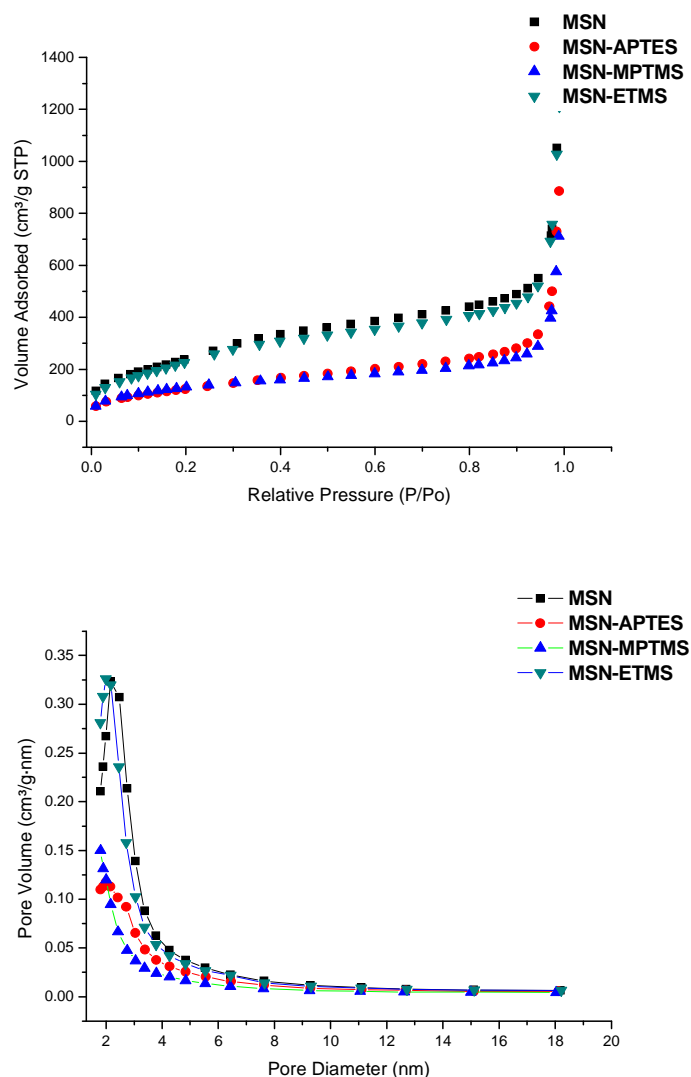 MSN
MSN-APTES
MSN-MPTMS
MSN-ETMS
1400
1200
1000
800
600
400
200
0
Volume Adsorbed (cm³/g STP)
0.0 0.2 0.4 0.6 0.8 1.0
Relative Pressure (P/Po)
MSN
MSN-APTES
MSN-MPTMS
MSN-ETMS
0.35
0.30
0.25
0.20
0.15
0.10
0.05
0.00
Pore Volume (cm³/g·nm)
2 4 6 8 10 12 14 16 18 20
Pore Diameter (nm)